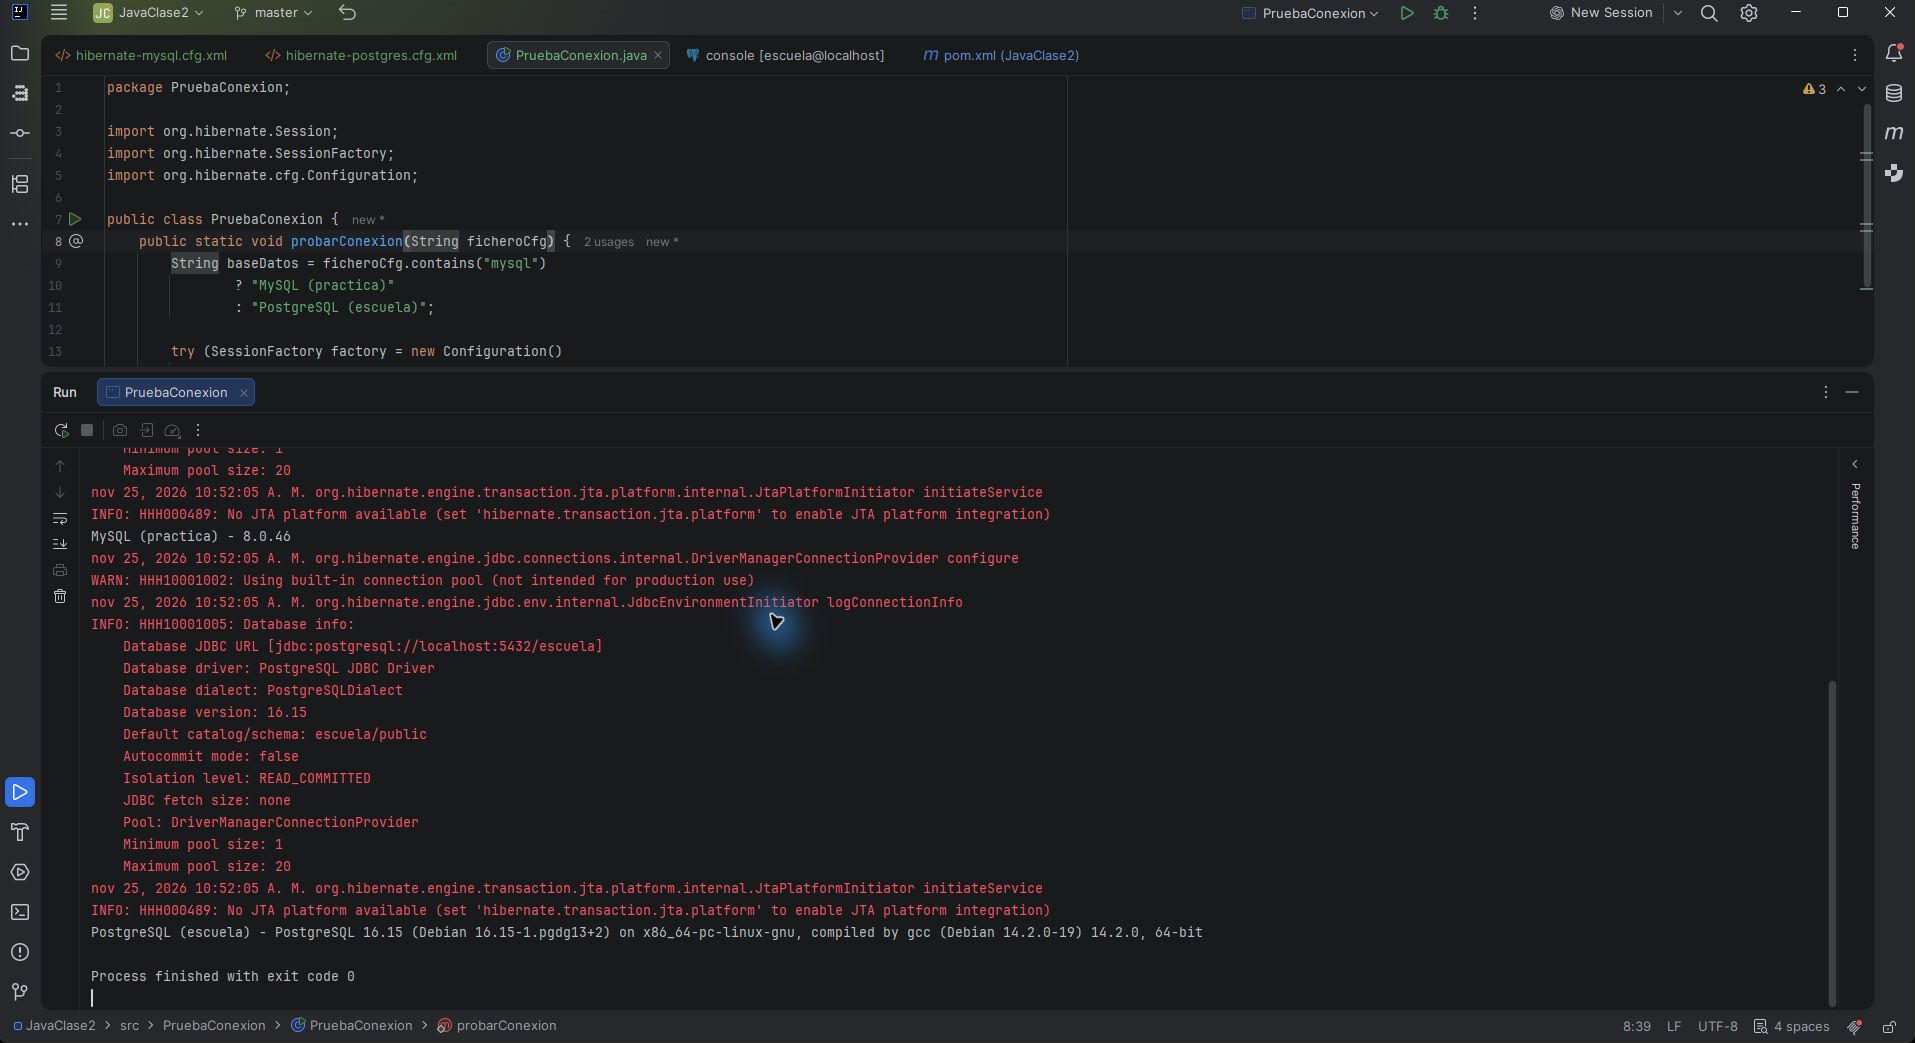 JC JavaClase2 master PruebaConexion New Session
hibernate-mysql.cfg.xml hibernate-postgres.cfg.xml PruebaConexion.java console [escuela@localhost] pom.xml (JavaClase2)
1 package PruebaConexion; 3
2
3 import org.hibernate.Session;
4 import org.hibernate.SessionFactory;
5 import org.hibernate.cfg.Configuration;
6
7 public class PruebaConexion { new *
8 public static void probarConexion(String ficheroCfg) { 2 usages new *
9 String baseDatos = ficheroCfg.contains("mysql")
10 ? "MySQL (practica)"
11 : "PostgreSQL (escuela)";
12
13 try (SessionFactory factory = new Configuration()
Run PruebaConexion
Minimum pool size: 1
Maximum pool size: 20
nov 25, 2026 10:52:05 A. M. org.hibernate.engine.transaction.jta.platform.internal.JtaPlatformInitiator initiateService
INFO: HHH000489: No JTA platform available (set 'hibernate.transaction.jta.platform' to enable JTA platform integration)
MySQL (practica) - 8.0.46
nov 25, 2026 10:52:05 A. M. org.hibernate.engine.jdbc.connections.internal.DriverManagerConnectionProvider configure
WARN: HHH10001002: Using built-in connection pool (not intended for production use)
nov 25, 2026 10:52:05 A. M. org.hibernate.engine.jdbc.env.internal.JdbcEnvironmentInitiator logConnectionInfo
INFO: HHH10001005: Database info:
Database JDBC URL [jdbc:postgresql://localhost:5432/escuela]
Database driver: PostgreSQL JDBC Driver
Database dialect: PostgreSQLDialect
Database version: 16.15
Default catalog/schema: escuela/public
Autocommit mode: false
Isolation level: READ_COMMITTED
JDBC fetch size: none
Pool: DriverManagerConnectionProvider
Minimum pool size: 1
Maximum pool size: 20
nov 25, 2026 10:52:05 A. M. org.hibernate.engine.transaction.jta.platform.internal.JtaPlatformInitiator initiateService
INFO: HHH000489: No JTA platform available (set 'hibernate.transaction.jta.platform' to enable JTA platform integration)
PostgreSQL (escuela) - PostgreSQL 16.15 (Debian 16.15-1.pgdg13+2) on x86_64-pc-linux-gnu, compiled by gcc (Debian 14.2.0-19) 14.2.0, 64-bit
Process finished with exit code 0
Performance
JavaClase2 > src > PruebaConexion > PruebaConexion > probarConexion 8:39 LF UTF-8 4 spaces